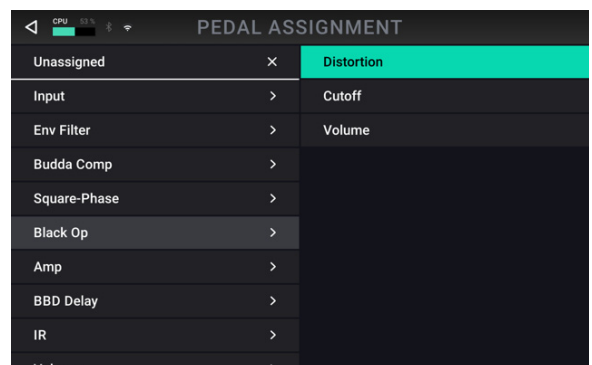 CPU 53 %
PEDAL ASSIGNMENT
Unassigned
Distortion
Input
Cutoff
Env Filter
Volume
Budda Comp
Square-Phase
Black Op
Amp
BBD Delay
IR